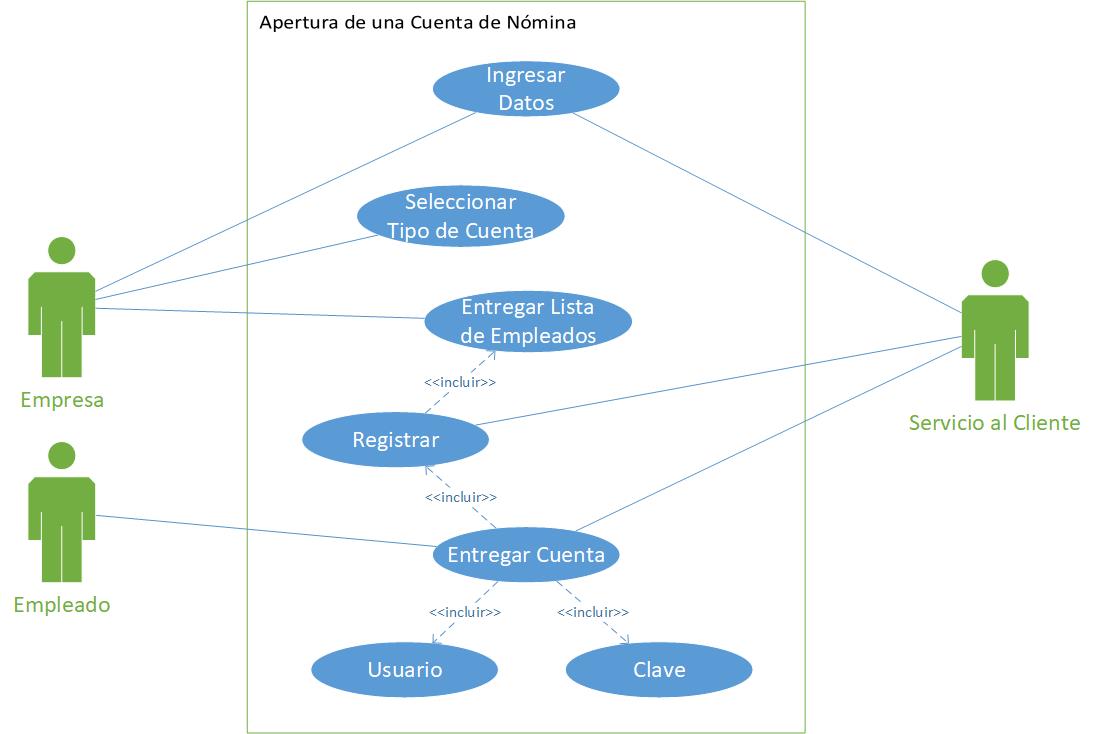 Apertura de una Cuenta de Nómina
Ingresar
Datos
Seleccionar
Tipo de Cuenta
Entregar Lista
de Empleados
<<incluir>>
Empresa
Servicio al Cliente
Registrar
<<incluir>>
Entregar Cuenta
Empleado
<<incluir>>
<<incluir>>
Usuario
Clave